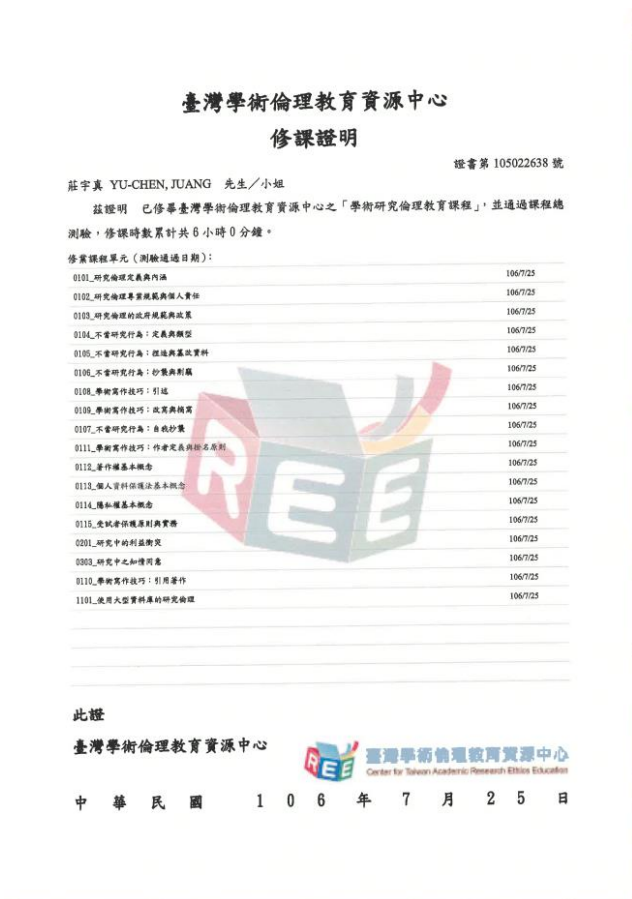 臺灣學術倫理教育資源中心
修課證明
證書第 105022638 號
莊宇真 YU-CHEN, JUANG 先生／小姐
茲證明 已修畢臺灣學術倫理教育資源中心之「學術研究倫理教育課程」，並通過課程總
測驗，修課時數累計共 6 小時 0 分鐘。
修業課程單元（測驗通過日期）：
0101_研究倫理定義與內涵 106/7/25
0102_研究倫理專業規範與個人責任 106/7/25
0103_研究倫理的政府規範與政策 106/7/25
0104_不當研究行為：定義與類型 106/7/25
0105_不當研究行為：捏造與篡改資料 106/7/25
0106_不當研究行為：抄襲與剽竊 106/7/25
0108_學術寫作技巧：引述 106/7/25
0109_學術寫作技巧：改寫與摘寫 106/7/25
0107_不當研究行為：自我抄襲 106/7/25
0111_學術寫作技巧：作者定義與掛名原則 106/7/25
0112_著作權基本概念 106/7/25
0113_個人資料保護法基本概念 106/7/25
0114_隱私權基本概念 106/7/25
0115_受試者保護原則與實務 106/7/25
0201_研究中的利益衝突 106/7/25
0303_研究中之知情同意 106/7/25
0110_學術寫作技巧：引用著作 106/7/25
1101_使用大型資料庫的研究倫理 106/7/25
REE
此證
臺灣學術倫理教育資源中心
REE
臺灣學術倫理教育資源中心
Center for Taiwan Academic Research Ethics Education
中 華 民 國 1 0 6 年 7 月 2 5 日